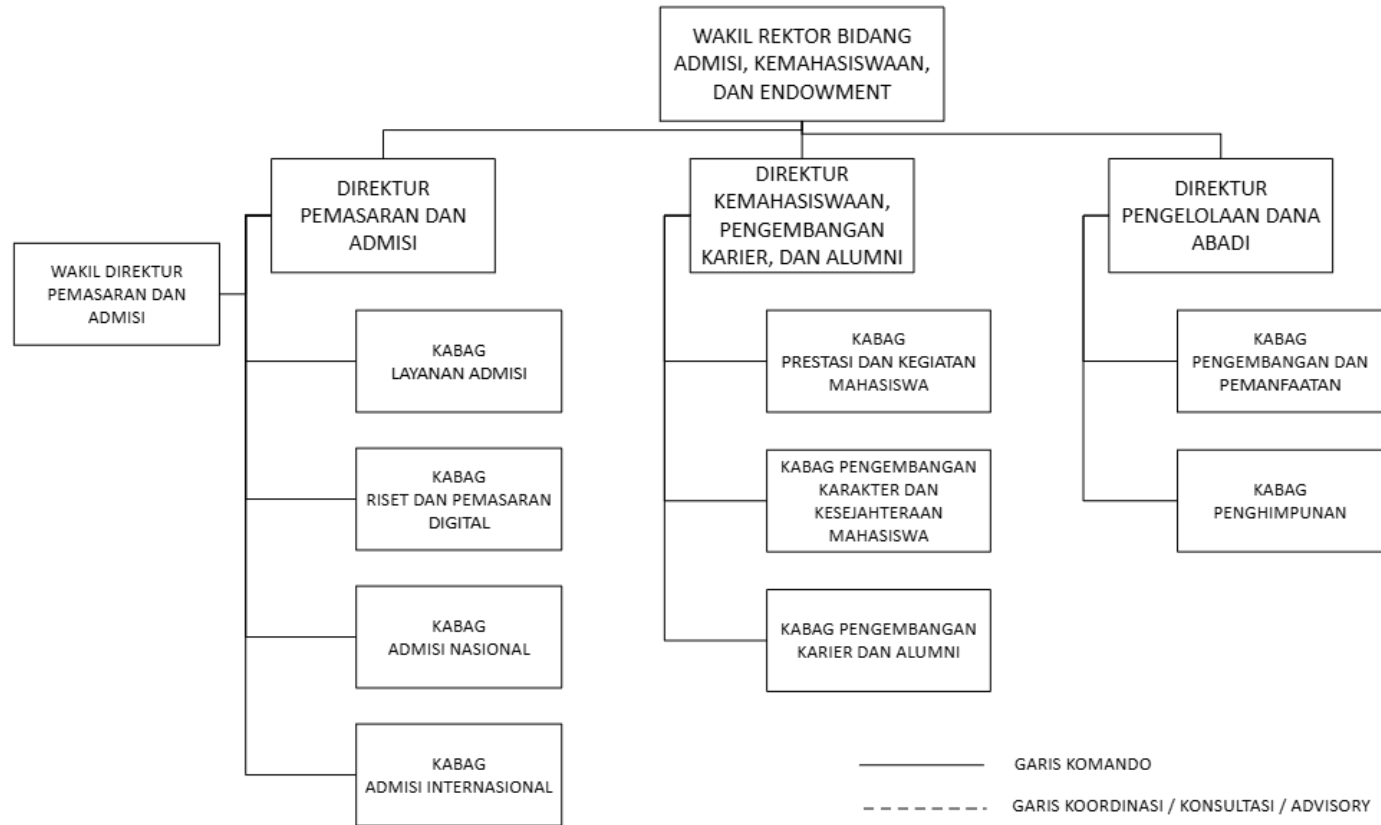 WAKIL REKTOR BIDANG
ADMISI, KEMAHASISWAAN,
DAN ENDOWMENT
DIREKTUR
PEMASARAN DAN
ADMISI
DIREKTUR
KEMAHASISWAAN,
PENGEMBANGAN
KARIER, DAN ALUMNI
DIREKTUR
PENGELOLAAN DANA
ABADI
WAKIL DIREKTUR
PEMASARAN DAN
ADMISI
KABAG
LAYANAN ADMISI
KABAG
PRESTASI DAN KEGIATAN
MAHASISWA
KABAG
PENGEMBANGAN DAN
PEMANFAATAN
KABAG
RISET DAN PEMASARAN
DIGITAL
KABAG PENGEMBANGAN
KARAKTER DAN
KESEJAHTERAAN
MAHASISWA
KABAG
PENGHIMPUNAN
KABAG
ADMISI NASIONAL
KABAG PENGEMBANGAN
KARIER DAN ALUMNI
KABAG
ADMISI INTERNASIONAL
GARIS KOMANDO
GARIS KOORDINASI / KONSULTASI / ADVISORY